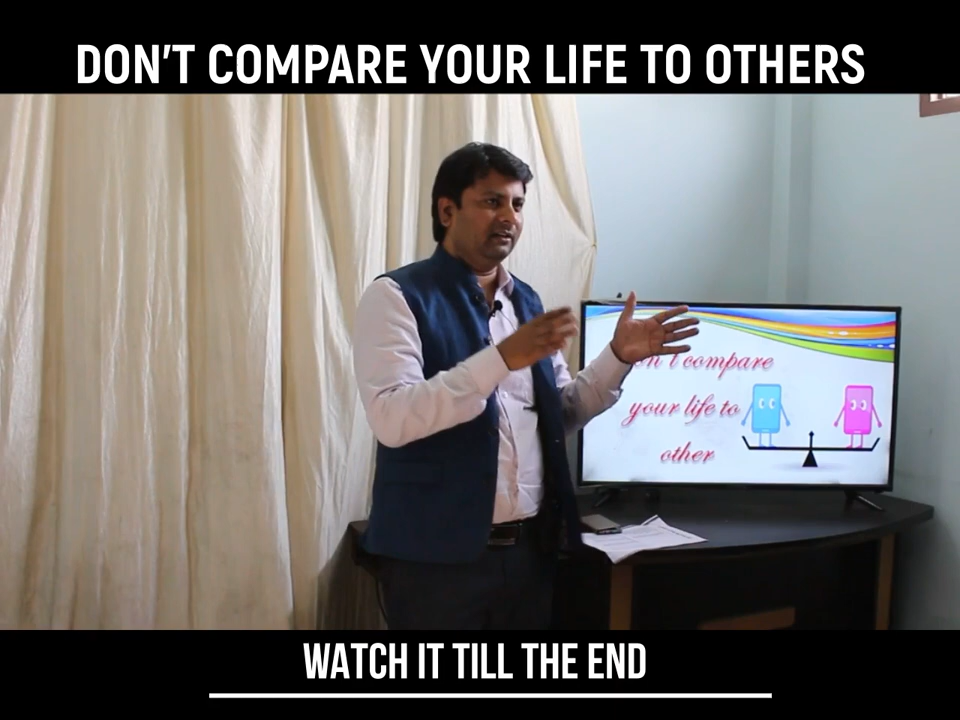 DON'T COMPARE YOUR LIFE TO OTHERS
n't compare
your life to
other
WATCH IT TILL THE END